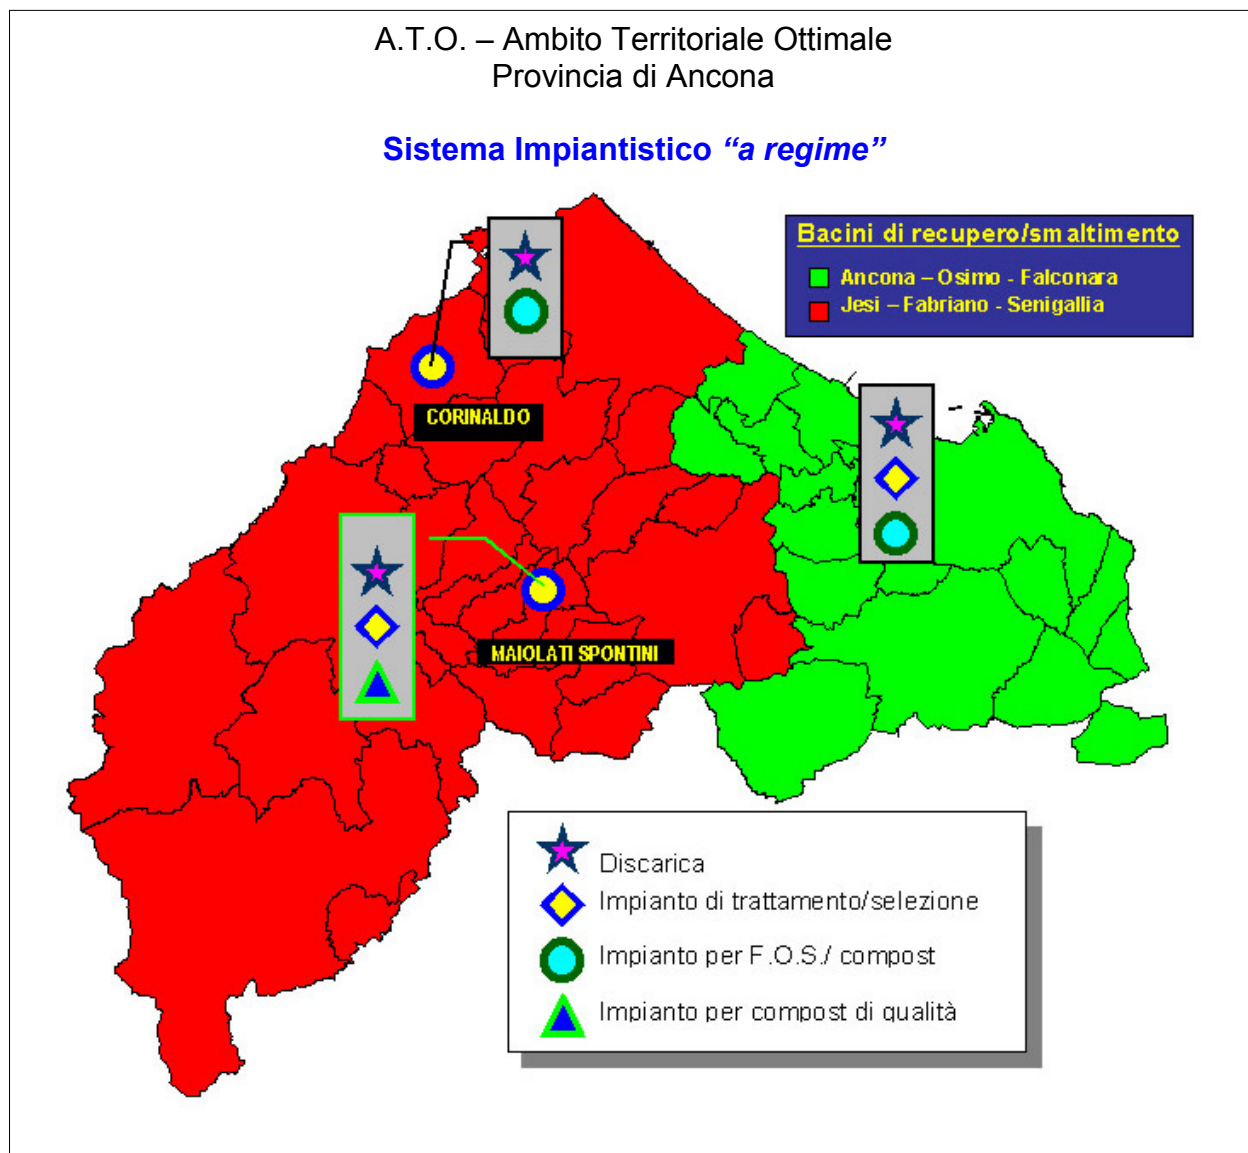 A.T.O. – Ambito Territoriale Ottimale
Provincia di Ancona
Sistema Impiantistico “a regime”
Bacini di recupero/smaltimento
Ancona – Osimo - Falconara
Jesi – Fabriano - Senigallia
CORINALDO
MAIOLATI SPONTINI
Discarica
Impianto di trattamento/selezione
Impianto per F.O.S./ compost
Impianto per compost di qualità